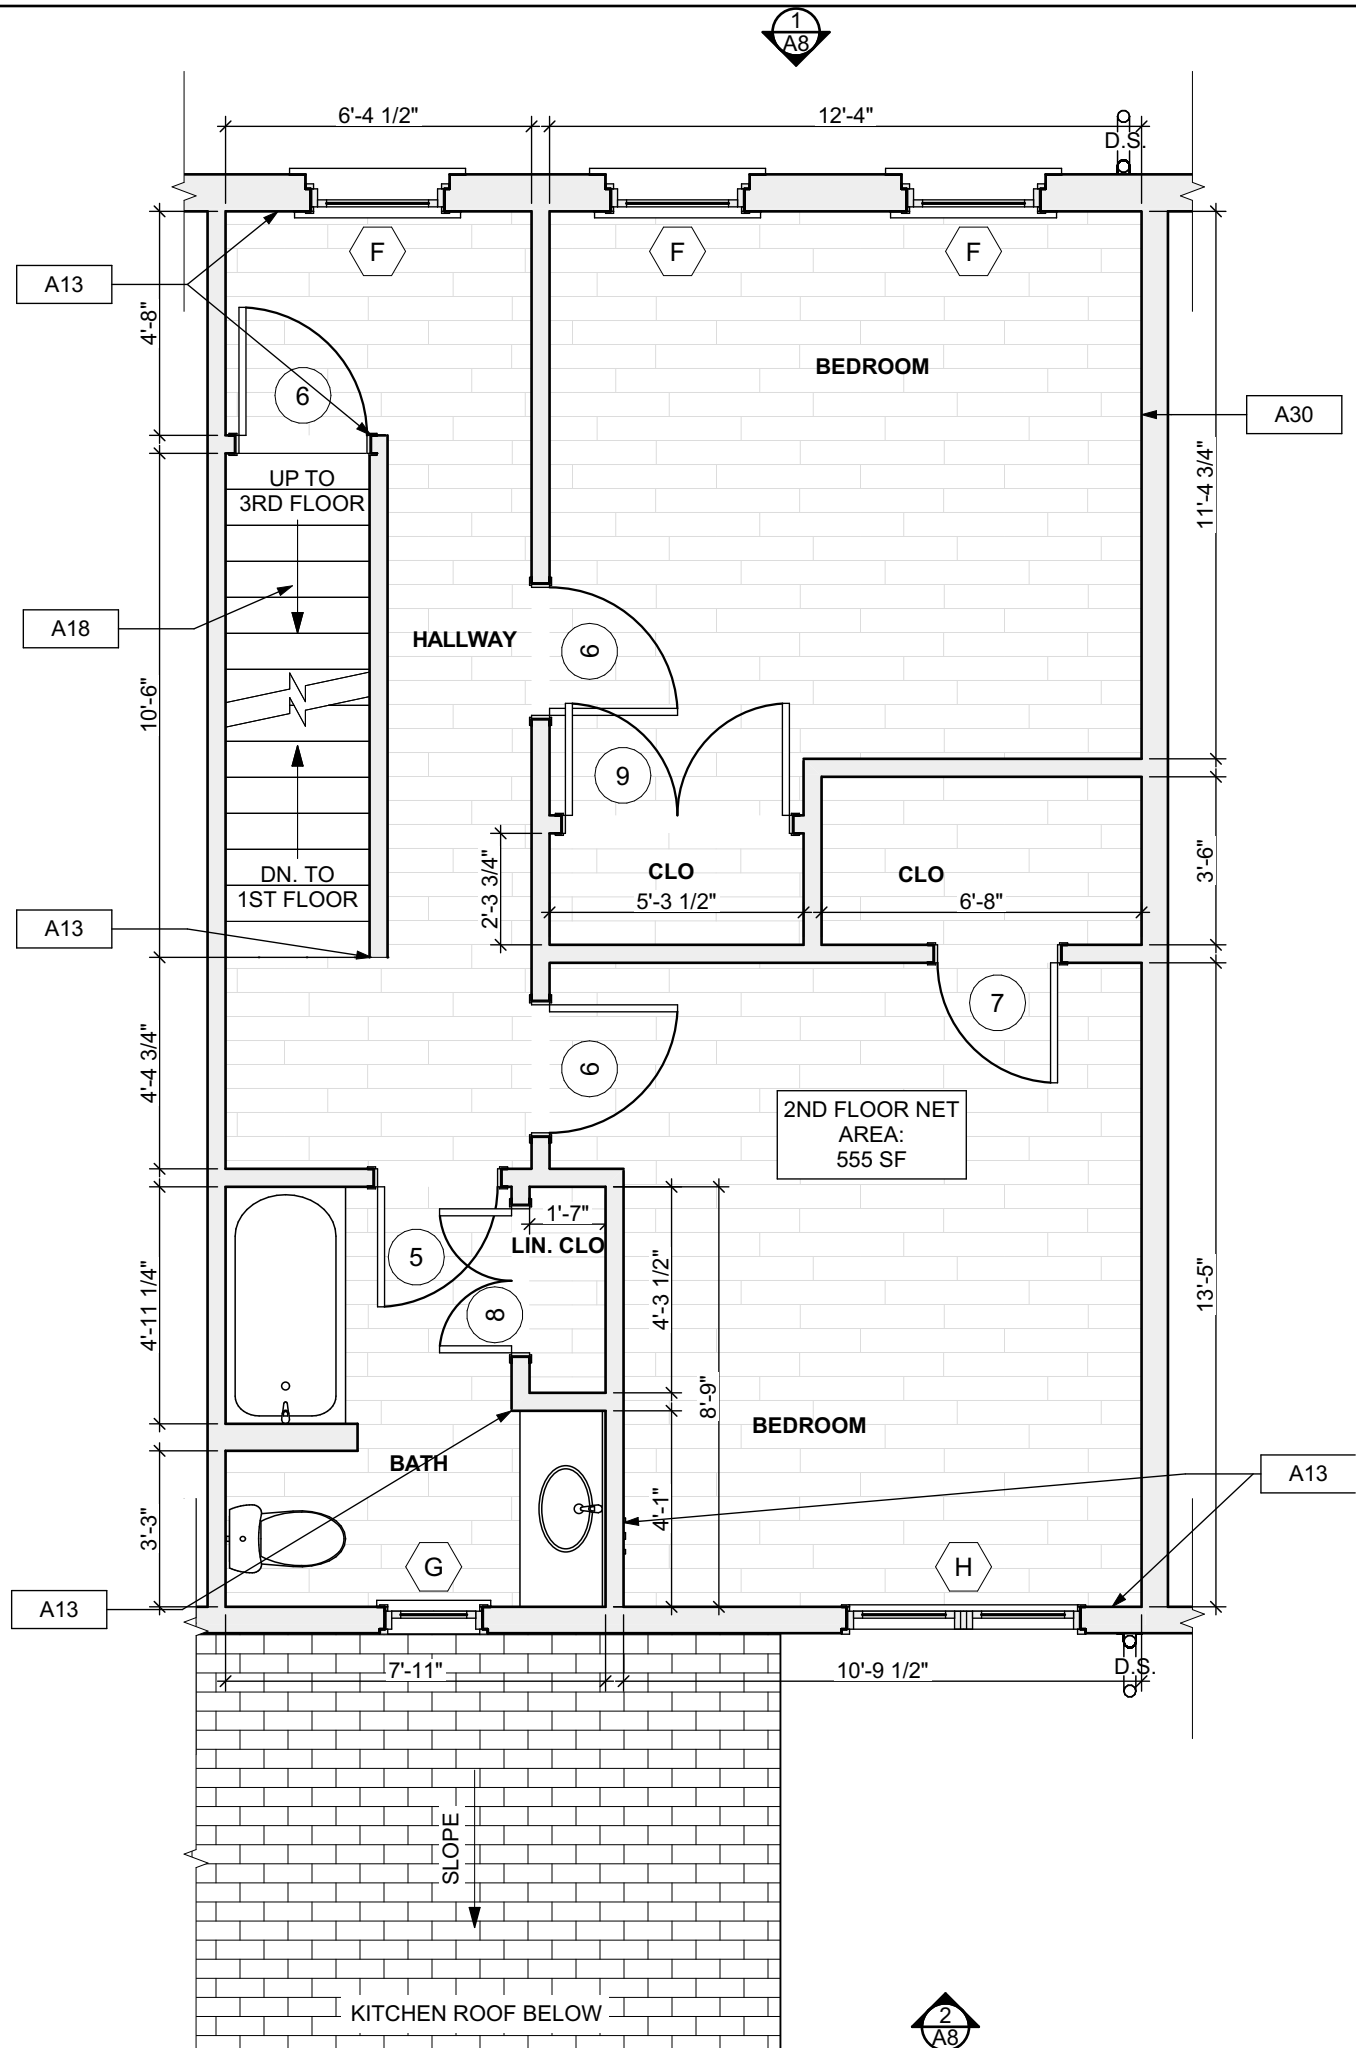 1
A8
6'-4 1/2"
12'-4"
D.S.
F
F
F
A13
4'-8"
BEDROOM
6
A30
UP TO
3RD FLOOR
11'-4 3/4"
A18
HALLWAY
6
10'-6"
9
DN. TO
1ST FLOOR
2'-3 3/4"
CLO
5'-3 1/2"
CLO
6'-8"
3'-6"
A13
7
4'-4 3/4"
6
2ND FLOOR NET
AREA:
555 SF
1'-7"
LIN. CLO
5
8
4'-11 1/4"
4'-3 1/2"
13'-5"
8'-9"
BEDROOM
BATH
A13
4'-1"
3'-3"
G
H
A13
7'-11"
10'-9 1/2"
D.S.
SLOPE
KITCHEN ROOF BELOW
2
A8